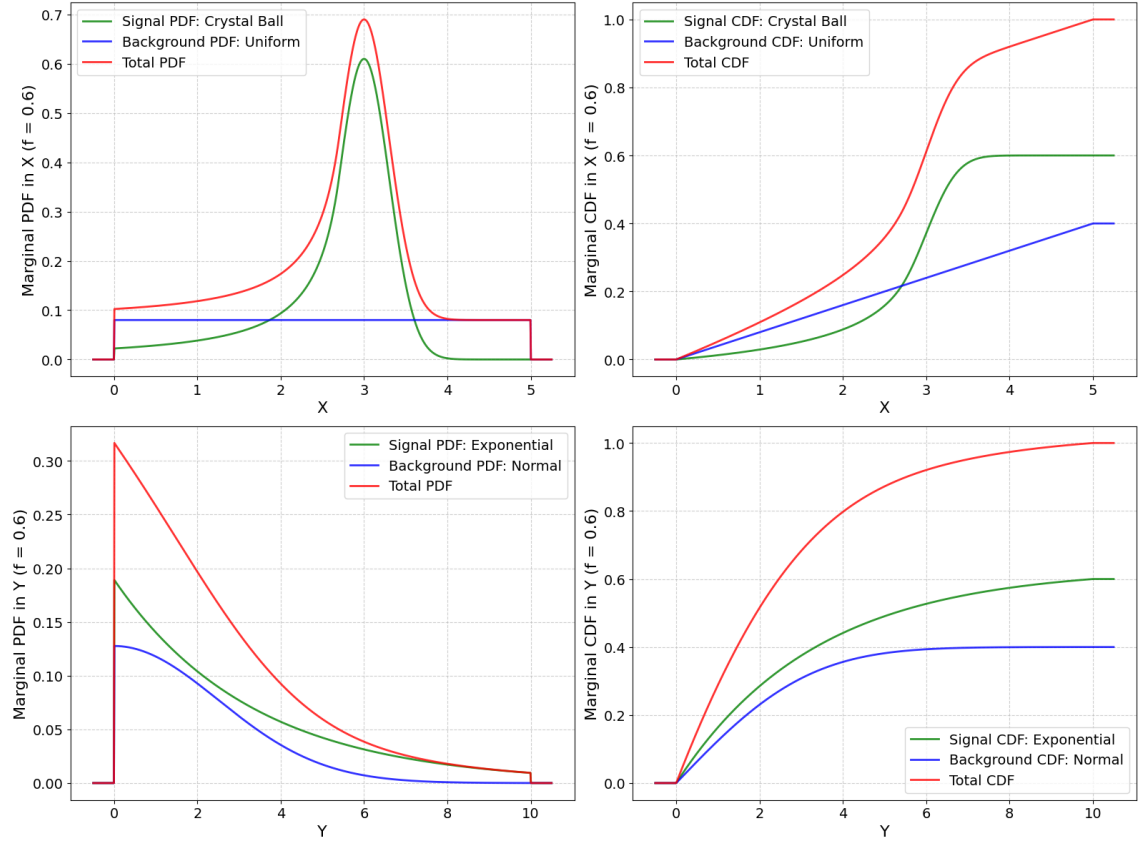 Signal PDF: Crystal Ball
Background PDF: Uniform
Total PDF
Marginal PDF in X (f = 0.6)
0.7
0.6
0.5
0.4
0.3
0.2
0.1
0.0
0 1 2 3 4 5
X
Signal CDF: Crystal Ball
Background CDF: Uniform
Total CDF
Marginal CDF in X (f = 0.6)
1.0
0.8
0.6
0.4
0.2
0.0
0 1 2 3 4 5
X
Signal PDF: Exponential
Background PDF: Normal
Total PDF
Marginal PDF in Y (f = 0.6)
0.30
0.25
0.20
0.15
0.10
0.05
0.00
0 2 4 6 8 10
Y
Signal CDF: Exponential
Background CDF: Normal
Total CDF
Marginal CDF in Y (f = 0.6)
1.0
0.8
0.6
0.4
0.2
0.0
0 2 4 6 8 10
Y